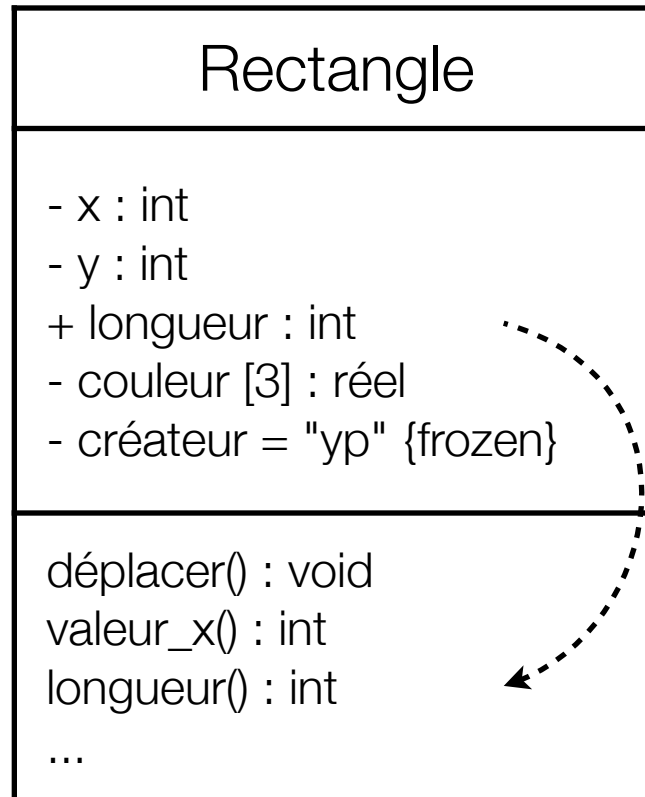 Rectangle
- x : int
- y : int
+ longueur : int
- couleur [3] : réel
- créateur = "yp" {frozen}
déplacer() : void
valeur_x() : int
longueur() : int
...